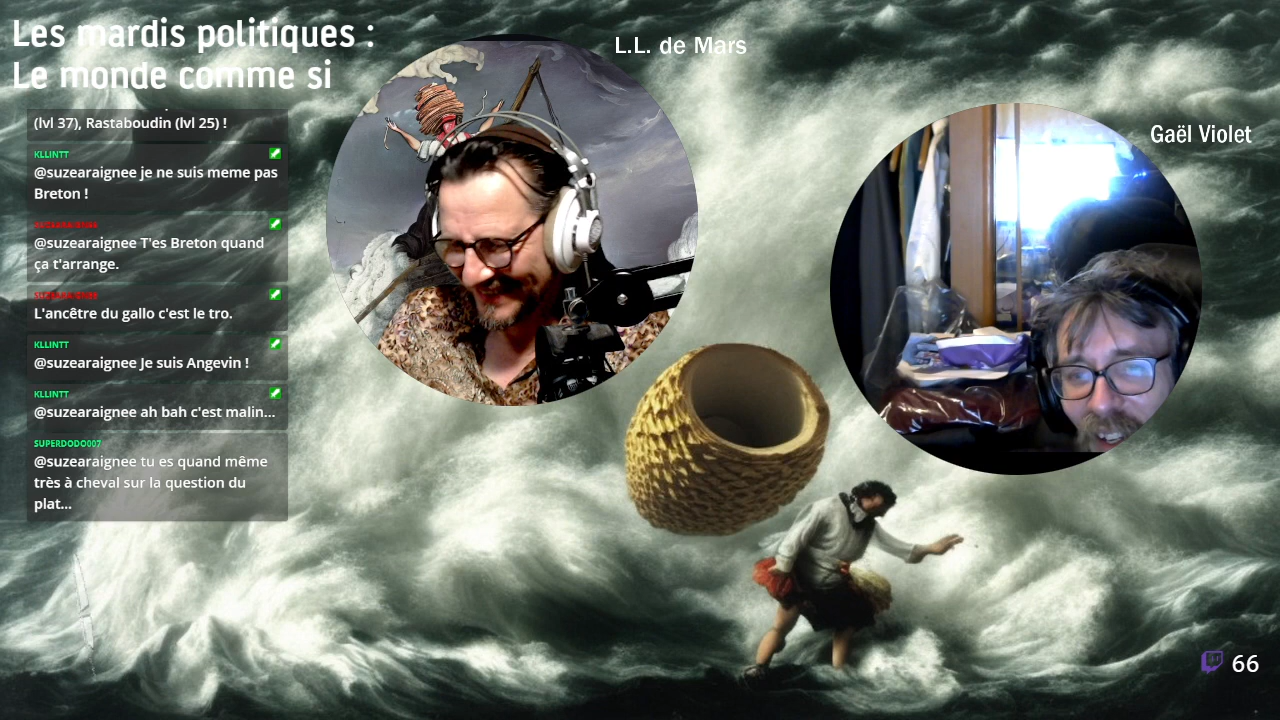 Les mardis politiques :
Le monde comme si
L.L. de Mars
Gaël Violet
(lvl 37), Rastaboudin (lvl 25) !
KLLINTT
@suzearaignee je ne suis meme pas
Breton !
@suzearaignee T'es Breton quand
ça t'arrange.
L'ancêtre du gallo c'est le tro.
KLLINTT
@suzearaignee Je suis Angevin !
KLLINTT
@suzearaignee ah bah c'est malin...
SUPERDODO007
@suzearaignee tu es quand même
très à cheval sur la question du
plat...
66